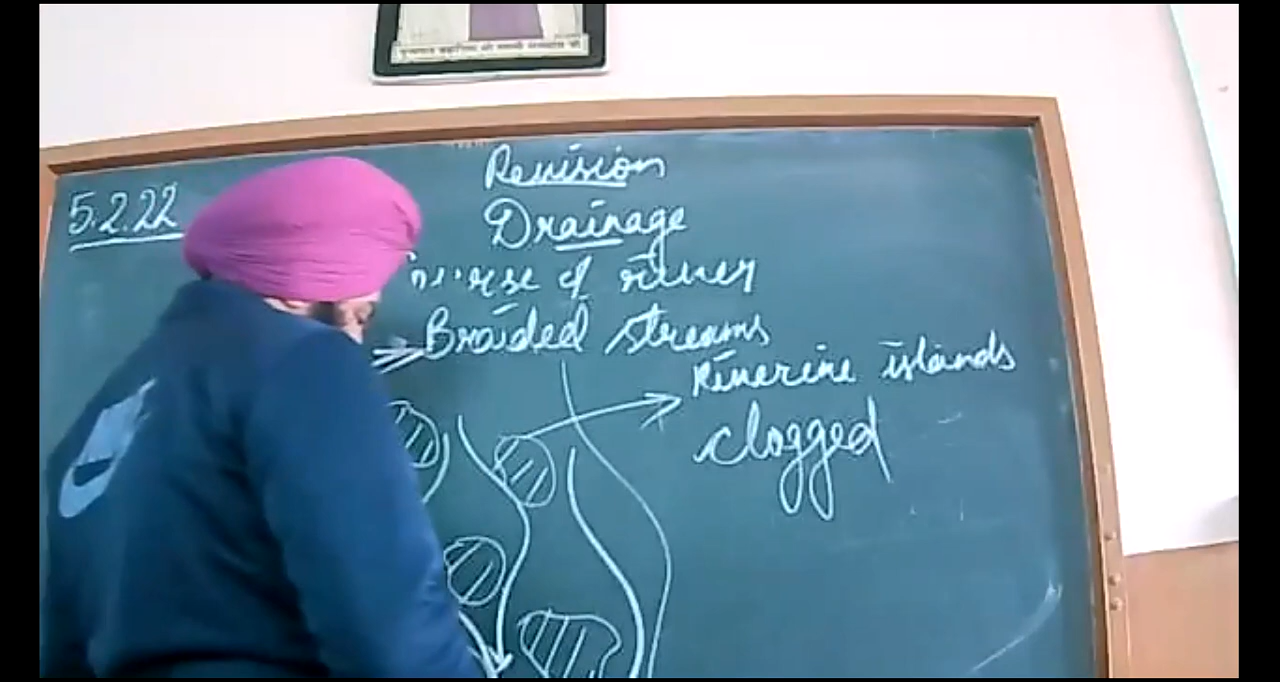 5.2.22
Revision
Drainage
of river
Braided streams
Riverine islands
clogged